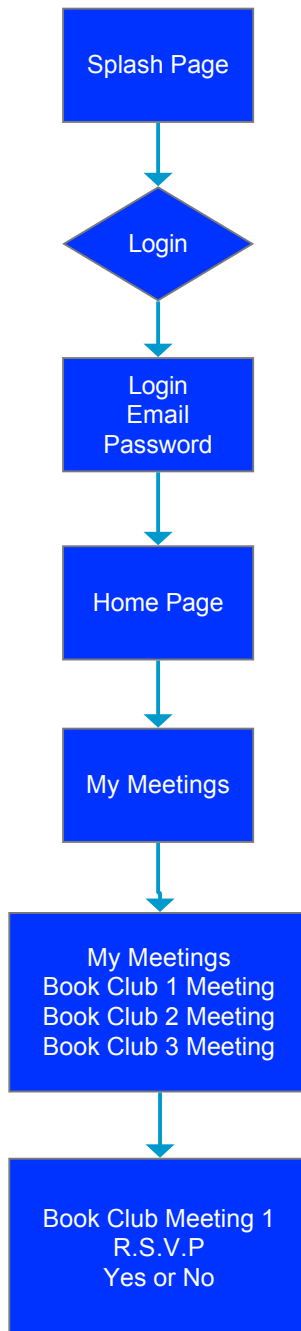 Splash Page
Login
Login
Email
Password
Home Page
My Meetings
My Meetings
Book Club 1 Meeting
Book Club 2 Meeting
Book Club 3 Meeting
Book Club Meeting 1
R.S.V.P
Yes or No